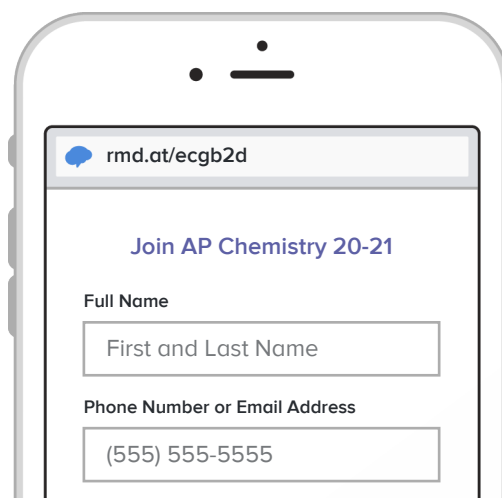 rmd.at/ecgb2d
Join AP Chemistry 20-21
Full Name
First and Last Name
Phone Number or Email Address
(555) 555-5555